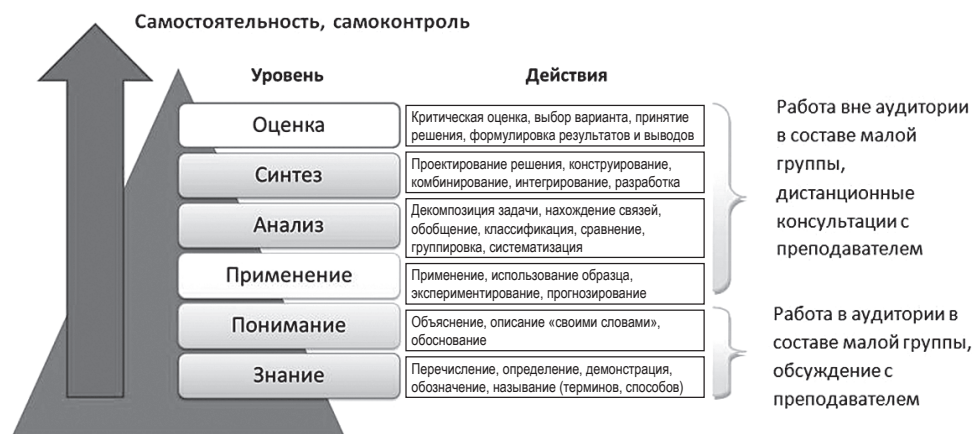 Самостоятельность, самоконтроль
Уровень
Действия
Оценка
Критическая оценка, выбор варианта, принятие
решения, формулировка результатов и выводов
Синтез
Проектирование решения, конструирование,
комбинирование, интегрирование, разработка
Анализ
Декомпозиция задачи, нахождение связей,
обобщение, классификация, сравнение,
группировка, систематизация
Применение
Применение, использование образца,
экспериментирование, прогнозирование
Работа вне аудитории
в составе малой
группы,
дистанционные
консультации с
преподавателем
Понимание
Объяснение, описание «своими словами»,
обоснование
Знание
Перечисление, определение, демонстрация,
обозначение, называние (терминов, способов)
Работа в аудитории в
составе малой группы,
обсуждение с
преподавателем